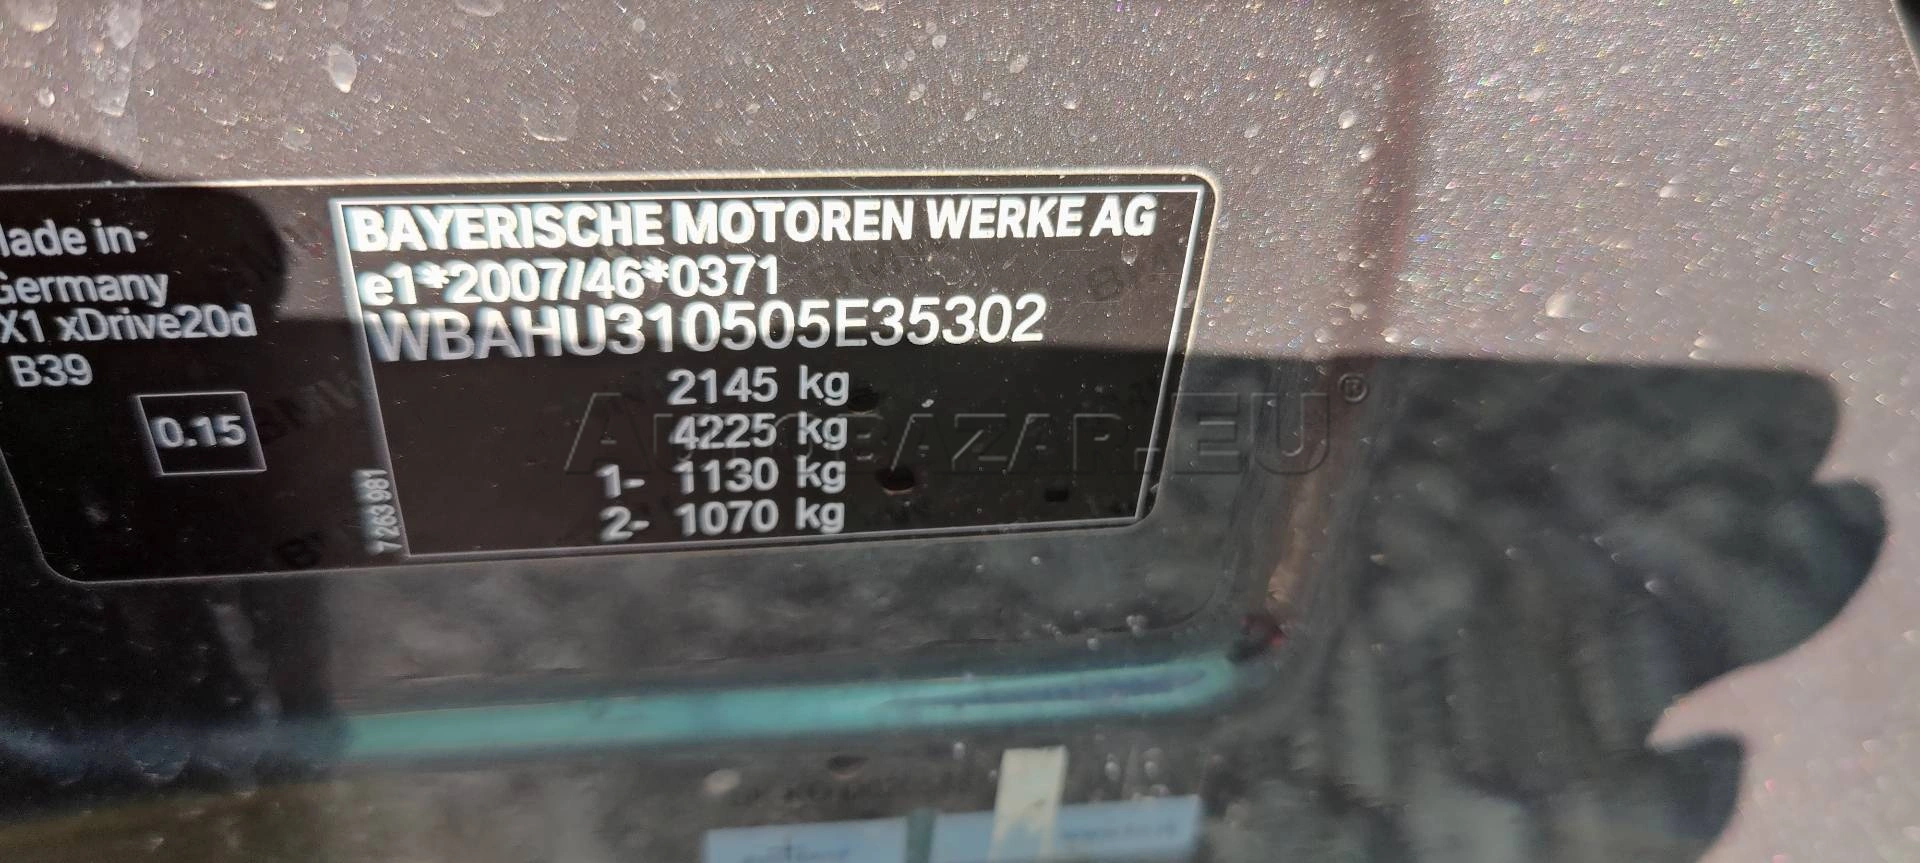 Made in-
Germany
X1 xDrive20d
B39
0.15
BAYERISCHE MOTOREN WERKE AG
e1*2007/46*0371
WBAHU310505E35302
2145 kg
4225 kg
1- 1130 kg
2- 1070 kg
7263981
AUTOBAZAR.EU®